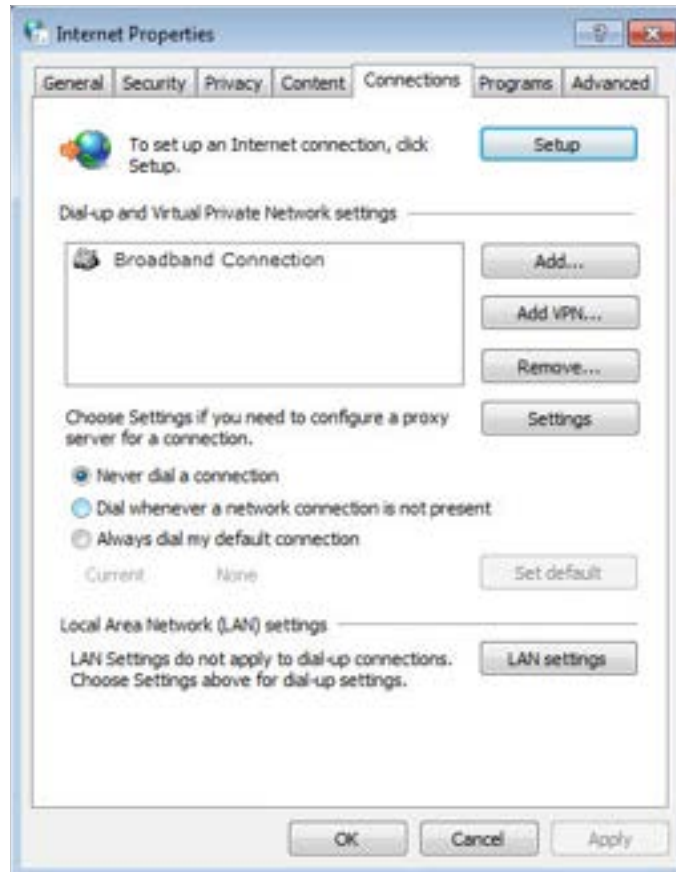 Internet Properties
General Security Privacy Content Connections Programs Advanced
To set up an Internet connection, click
Setup.
Setup
Dial-up and Virtual Private Network settings
Broadband Connection
Add...
Add VPN...
Remove...
Choose Settings if you need to configure a proxy
server for a connection.
Settings
Never dial a connection
Dial whenever a network connection is not present
Always dial my default connection
Current None
Set default
Local Area Network (LAN) settings
LAN Settings do not apply to dial-up connections.
Choose Settings above for dial-up settings.
LAN settings
OK Cancel Apply